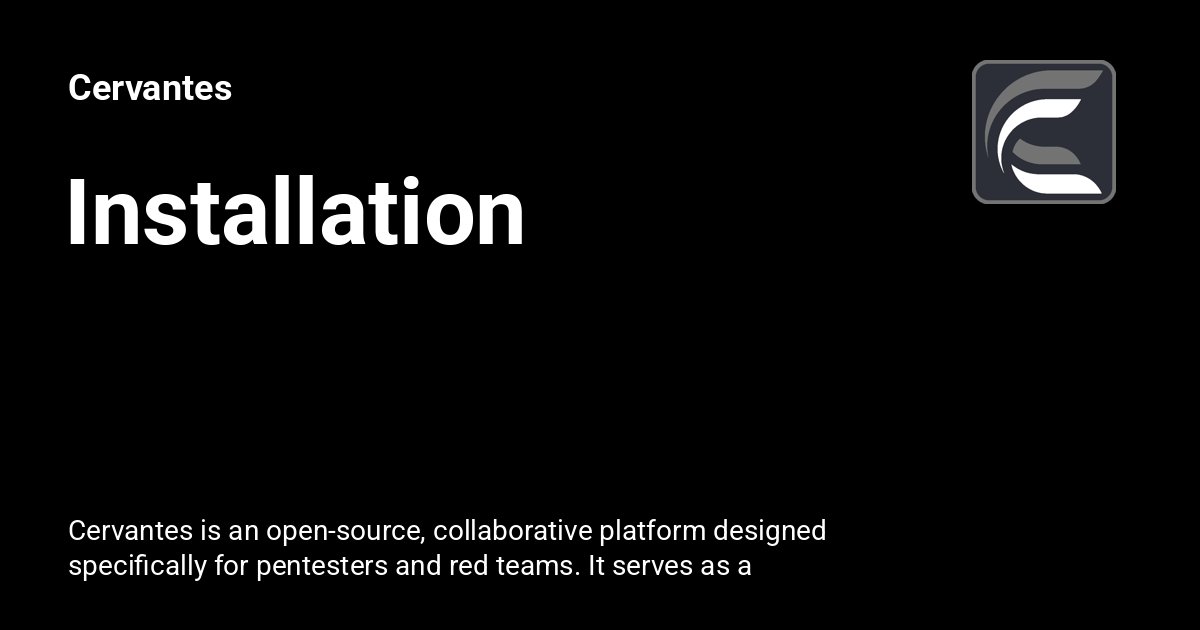 Cervantes
Installation
Cervantes is an open-source, collaborative platform designed
specifically for pentesters and red teams. It serves as a